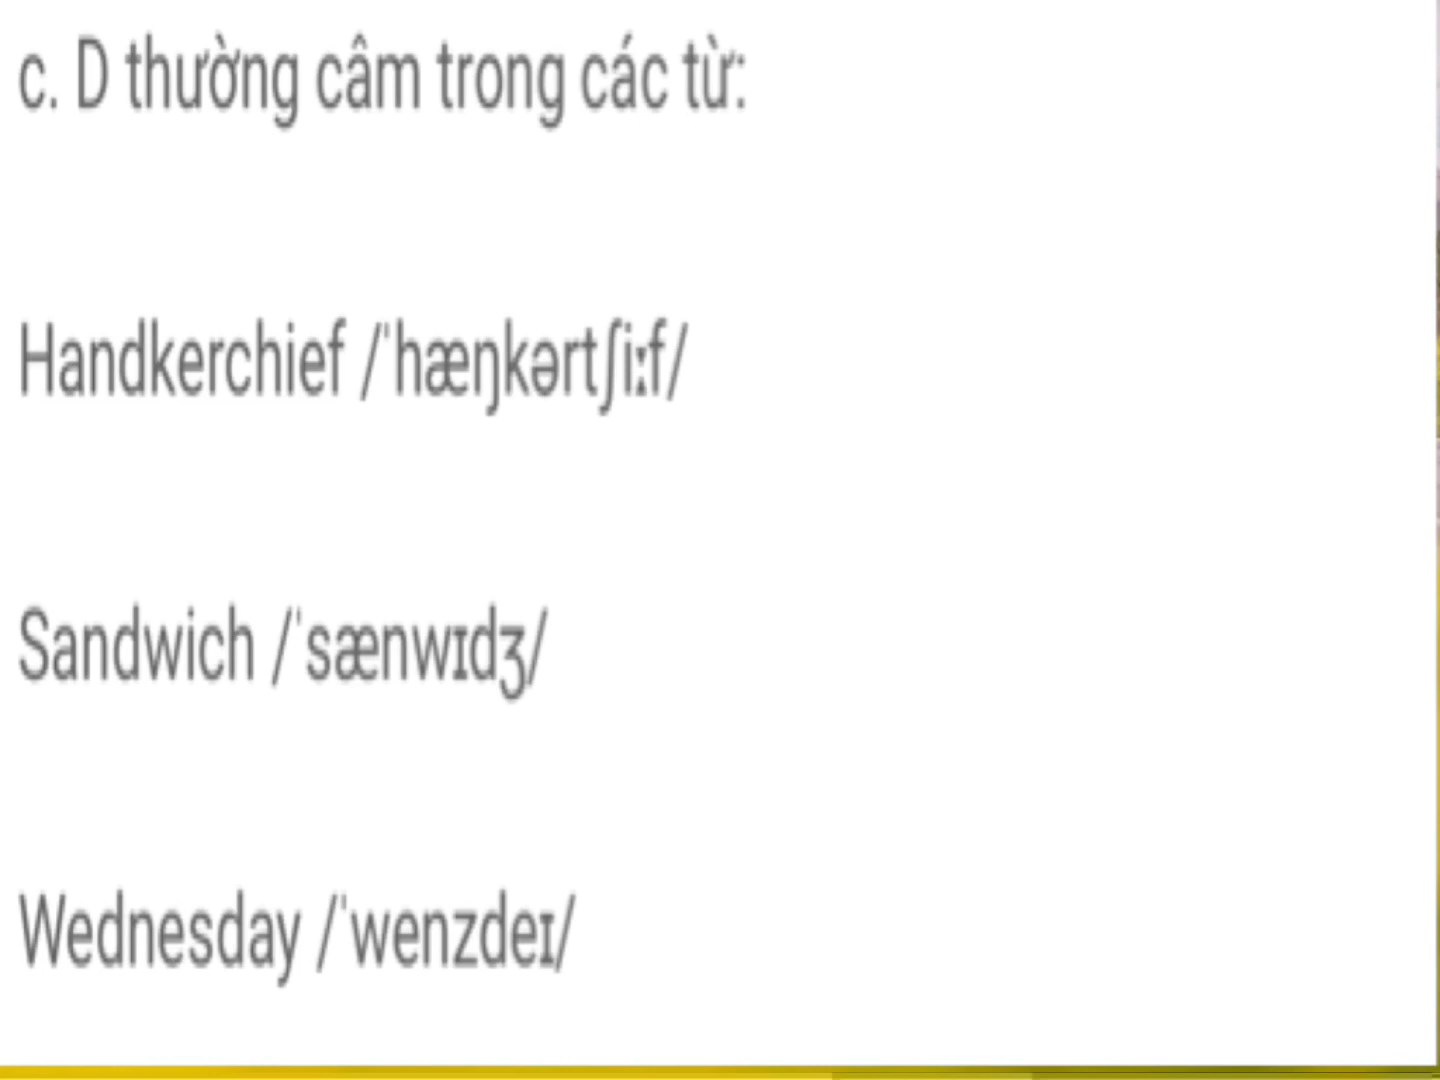 c. D thường câm trong các từ:
Handkerchief /ˈhæŋkərtʃiːf/
Sandwich /ˈsænwɪdʒ/
Wednesday /ˈwenzdeɪ/